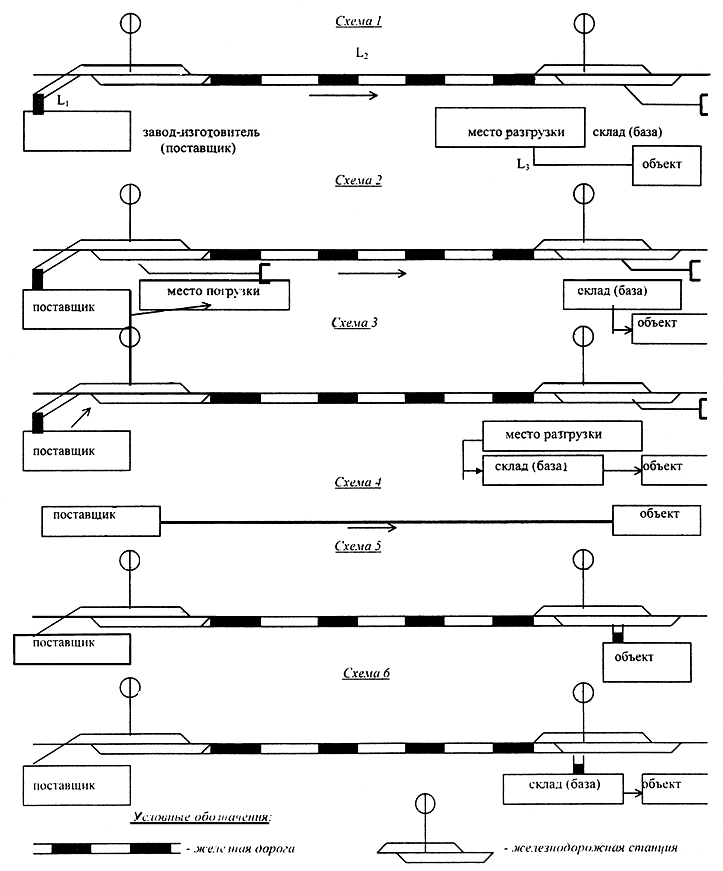 Схема 1
L2
L1
завод-изготовитель
(поставщик)
место разгрузки
склад (база)
L3
объект
Схема 2
поставщик
место погрузки
склад (база)
объект
Схема 3
поставщик
место разгрузки
склад (база)
объект
Схема 4
поставщик
объект
Схема 5
поставщик
объект
Схема 6
поставщик
склад (база)
объект
Условные обозначения:
- железная дорога
- железнодорожная станция